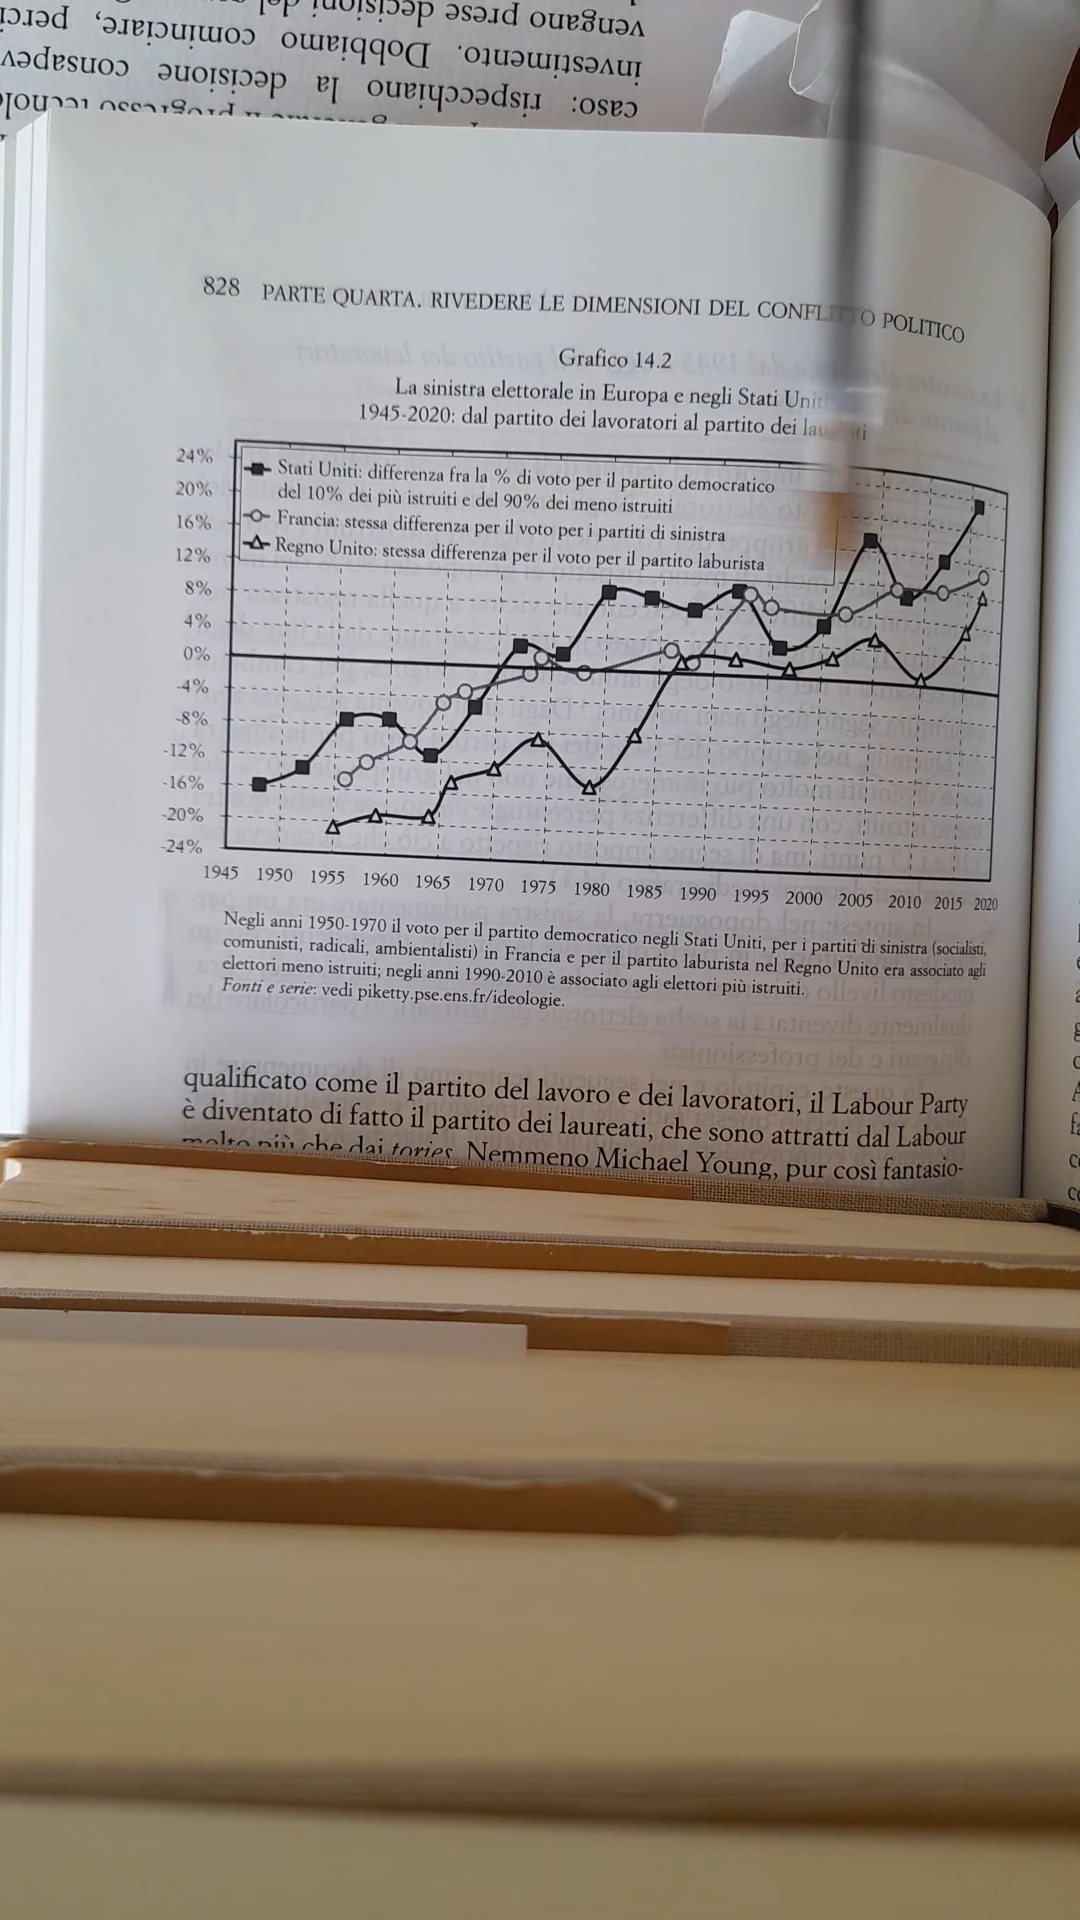 vengano prese decisioni del
investimento. Dobbiamo cominciare,
caso: rispecchiano la decisione
828 PARTE QUARTA. RIVEDERE LE DIMENSIONI DEL CONFLITTO POLITICO
Grafico 14.2
La sinistra elettorale in Europa e negli Stati Uniti
1945-2020: dal partito dei lavoratori al partito dei
24%
20%
16%
12%
8%
4%
0%
-4%
-8%
-12%
-16%
-20%
-24%
Stati Uniti: differenza fra la % di voto per il partito democratico
del 10% dei più istruiti e del 90% dei meno istruiti
Francia: stessa differenza per il voto per i partiti di sinistra
Regno Unito: stessa differenza per il voto per il partito laburista
1945 1950 1955 1960 1965 1970 1975 1980 1985 1990 1995 2000 2005 2010 2015 2020
Negli anni 1950-1970 il voto per il partito democratico negli Stati Uniti, per i partiti di sinistra (socialisti,
comunisti, radicali, ambientalisti) in Francia e per il partito laburista nel Regno Unito era associato agli
elettori meno istruiti; negli anni 1990-2010 è associato agli elettori più istruiti.
Fonti e serie: vedi piketty.pse.ens.fr/ideologie.
qualificato come il partito del lavoro e dei lavoratori, il Labour Party
è diventato di fatto il partito dei laureati, che sono attratti dal Labour
molto più che dai tories. Nemmeno Michael Young, pur così fantasio-